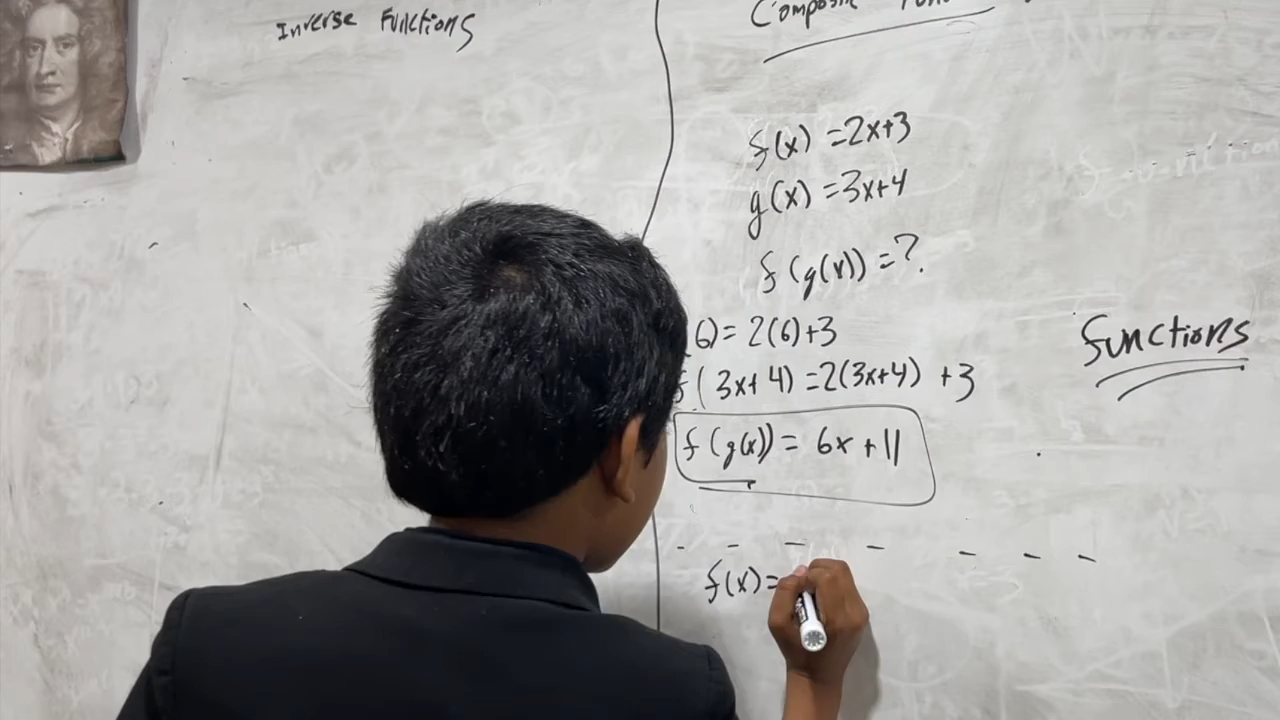 Inverse Functions
Composite
f(x) = 2x+3
g(x) = 3x+4
f(g(x)) = ?
(6) = 2(6)+3
f(3x+4) = 2(3x+4) +3
f(g(x)) = 6x+11
f(x)=
Functions